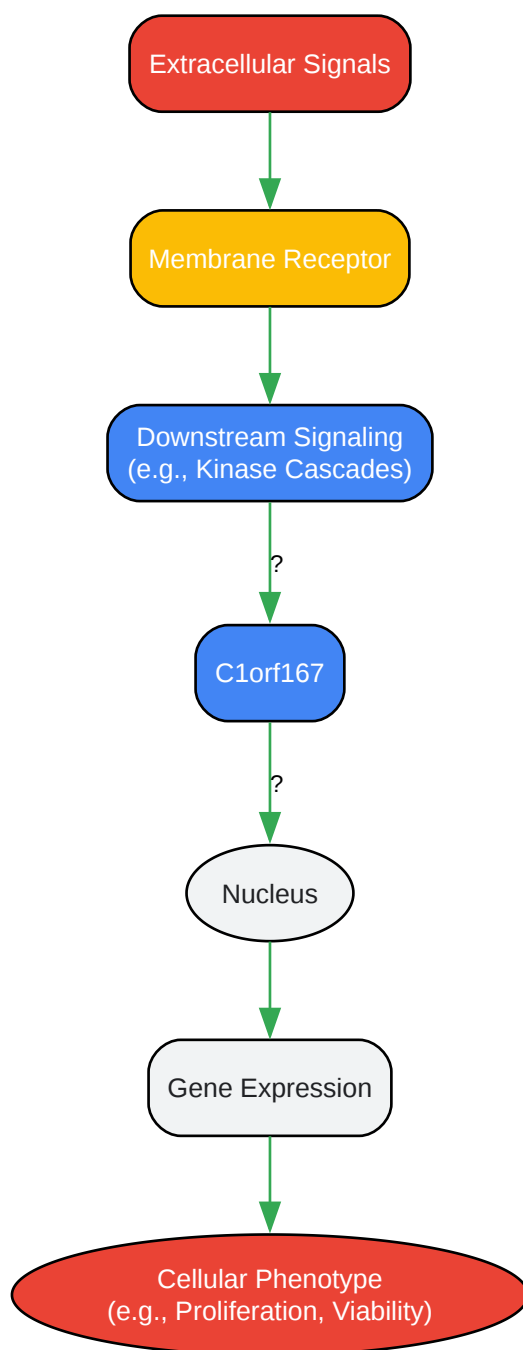 Extracellular Signals
Membrane Receptor
Downstream Signaling
(e.g., Kinase Cascades)
?
C1orf167
?
Nucleus
Gene Expression
Cellular Phenotype
(e.g., Proliferation, Viability)